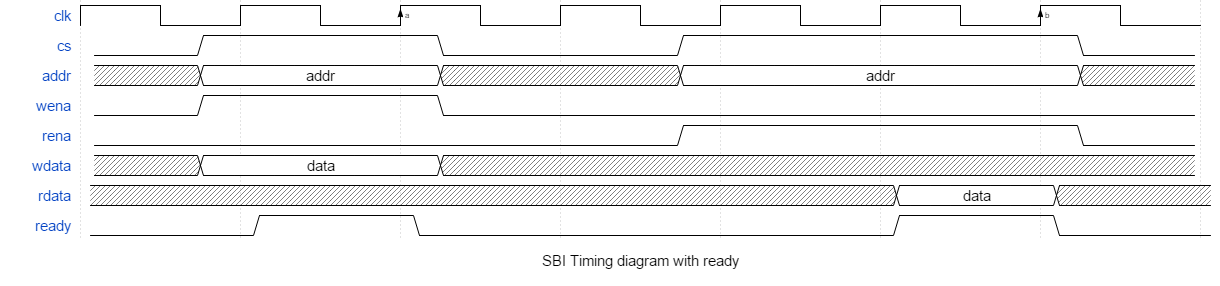 clk a b
cs
addr addr addr
wena
rena
wdata data
rdata data
ready
SBI Timing diagram with ready